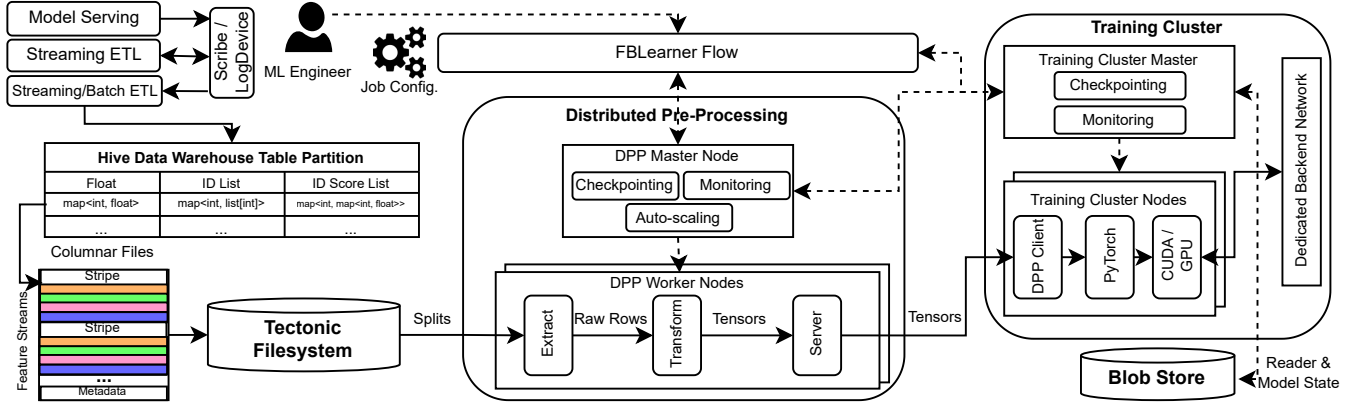 Model Serving
Streaming ETL
Streaming/Batch ETL
Scribe /
LogDevice
ML Engineer
Job Config.
FBLearner Flow
Hive Data Warehouse Table Partition
Float
ID List
ID Score List
map<int, float>
map<int, list[int]>
map<int, map<int, float>>
...
...
...
Columnar Files
Feature Streams
Stripe
Stripe
...
Metadata
Tectonic
Filesystem
Splits
Distributed Pre-Processing
DPP Master Node
Checkpointing
Monitoring
Auto-scaling
DPP Worker Nodes
Extract
Raw Rows
Transform
Tensors
Server
Tensors
Training Cluster
Training Cluster Master
Checkpointing
Monitoring
Training Cluster Nodes
DPP Client
PyTorch
CUDA /
GPU
Dedicated Backend Network
Blob Store
Reader &
Model State